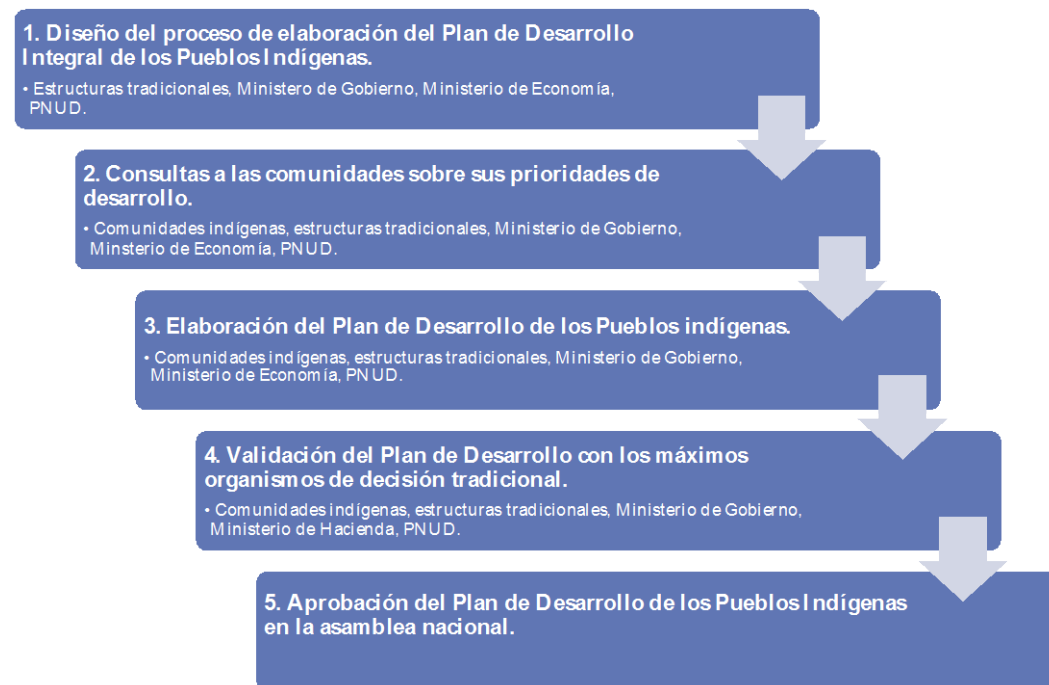 1. Diseño del proceso de elaboración del Plan de Desarrollo
Integral de los Pueblos Indígenas.
• Estructuras tradicionales, Ministero de Gobierno, Ministerio de Economía,
PNUD.
2. Consultas a las comunidades sobre sus prioridades de
desarrollo.
• Comunidades indígenas, estructuras tradicionales, Ministerio de Gobierno,
Minsterio de Economía, PNUD.
3. Elaboración del Plan de Desarrollo de los Pueblos indígenas.
• Comunidades indígenas, estructuras tradicionales, Ministerio de Gobierno,
Ministerio de Economía, PNUD.
4. Validación del Plan de Desarrollo con los máximos
organismos de decisión tradicional.
• Comunidades indígenas, estructuras tradicionales, Ministerio de Gobierno,
Ministerio de Hacienda, PNUD.
5. Aprobación del Plan de Desarrollo de los Pueblos Indígenas
en la asamblea nacional.